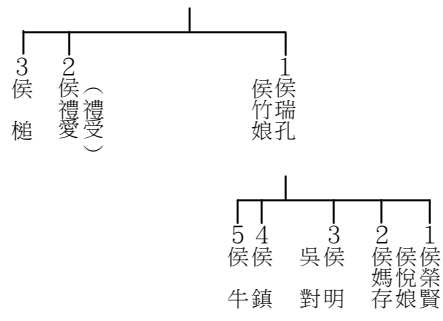 1侯瑞孔
侯竹娘
(禮受)
2侯禮愛
3侯 槌
1侯榮賢
侯悅娘
2侯媽存
3侯 明
吳 對
4侯 鎮
5侯 牛